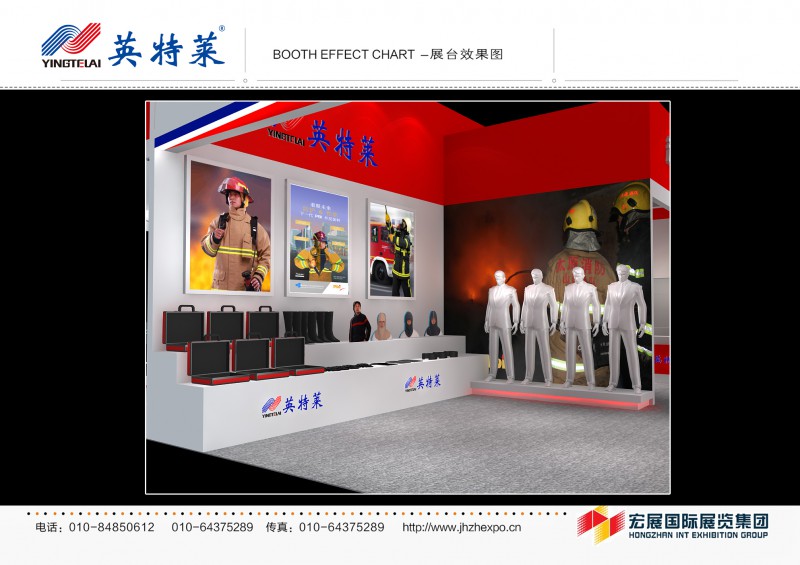 YINGTELAI 英特莱®
BOOTH EFFECT CHART –展台效果图
YINGTELAI 英特莱
YINGTELAI 英特莱
YINGTELAI 英特莱
电话：010-84850612 010-64375289 传真：010-64375289 http://www.jhzhexpo.cn
宏展国际展览集团
HONGZHAN INT EXHIBITION GROUP